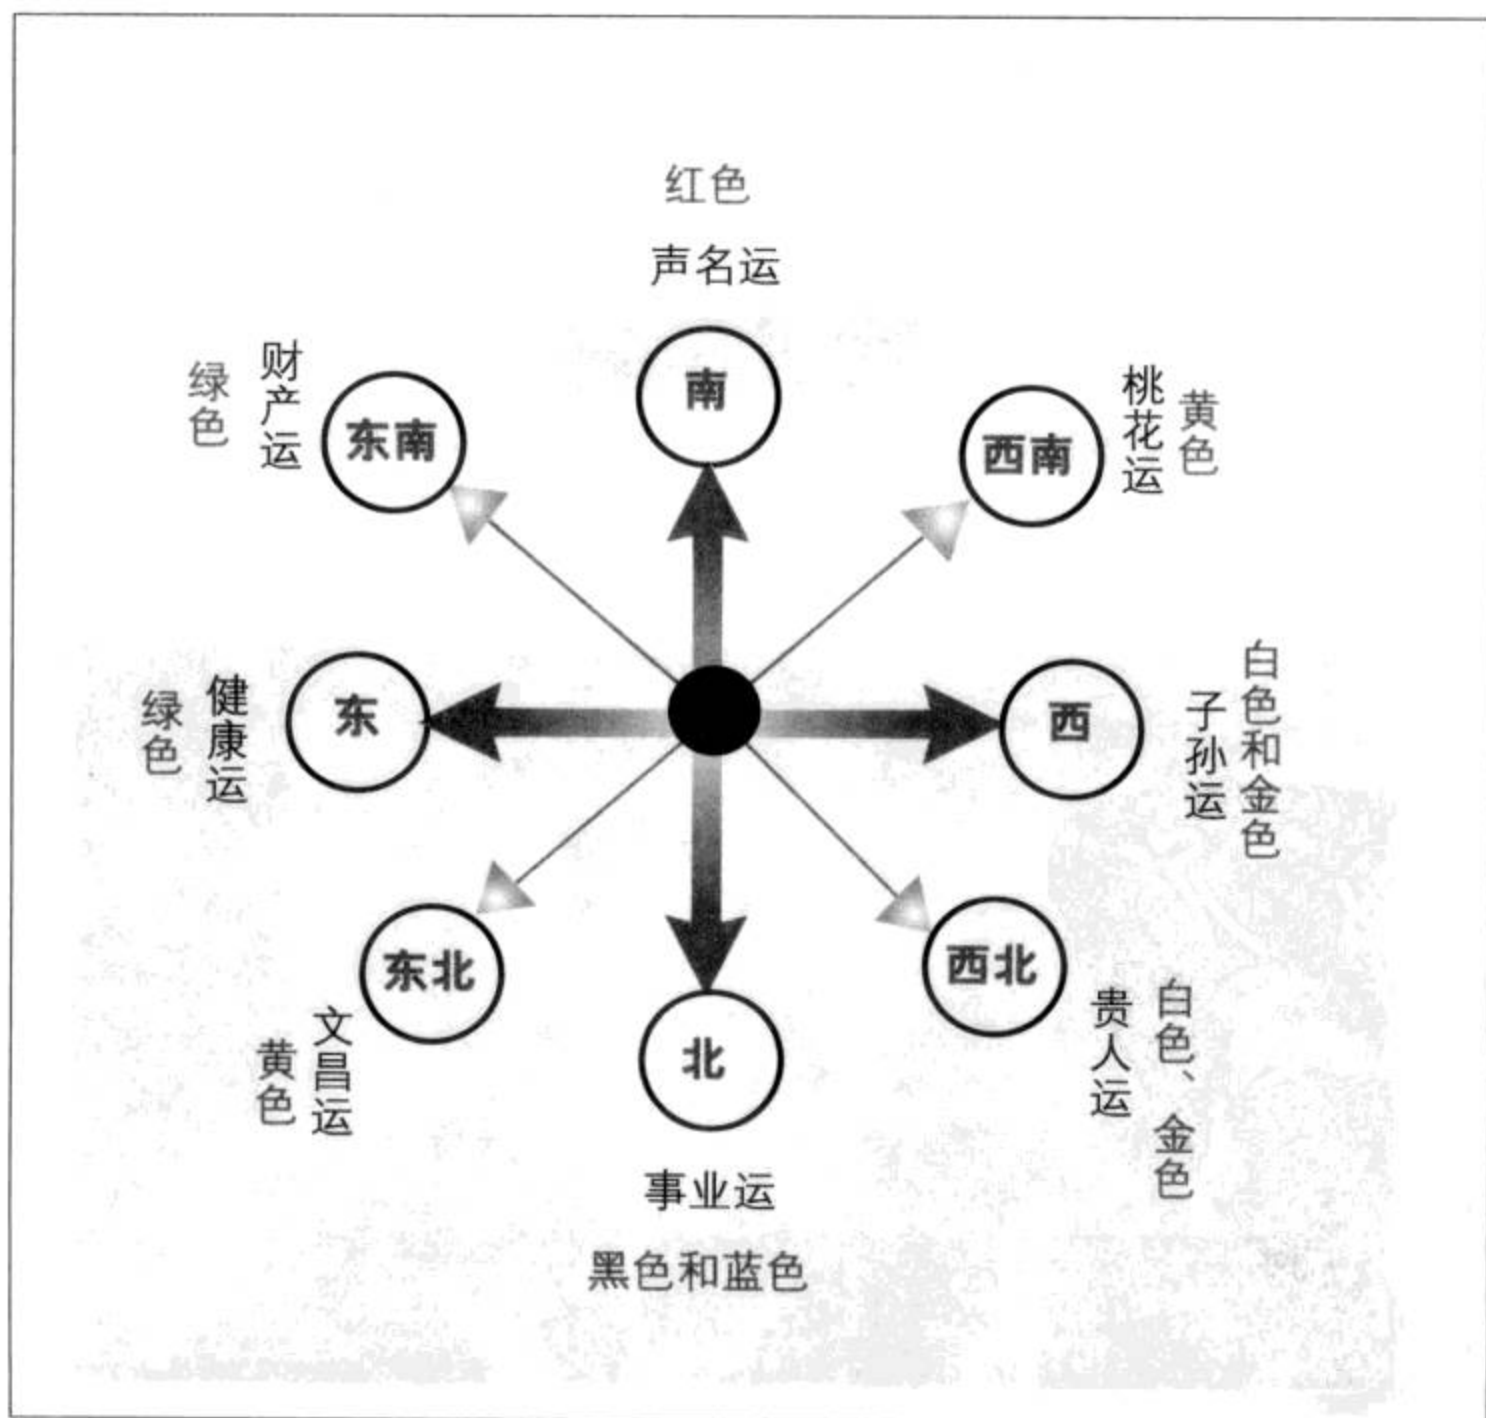 红色
声名运
南
东南
财产运
绿色
西南
桃花运
黄色
东
健康运
绿色
西
子孙运
白色和金色
东北
文昌运
黄色
西北
贵人运
白色、金色
北
事业运
黑色和蓝色